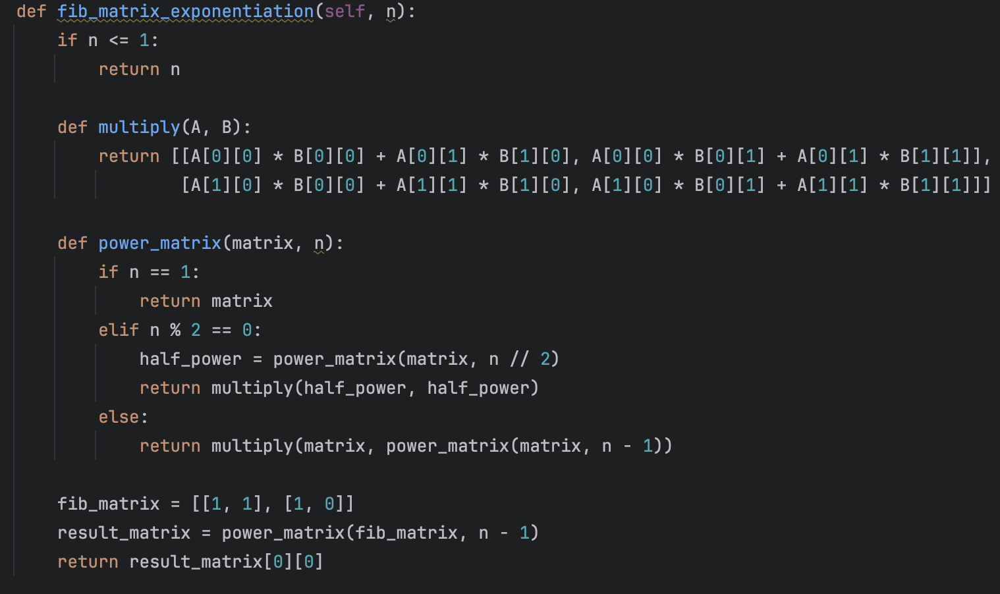 def fib_matrix_exponentiation(self, n):
    if n <= 1:
        return n

    def multiply(A, B):
        return [[A[0][0] * B[0][0] + A[0][1] * B[1][0], A[0][0] * B[0][1] + A[0][1] * B[1][1]],
                [A[1][0] * B[0][0] + A[1][1] * B[1][0], A[1][0] * B[0][1] + A[1][1] * B[1][1]]]

    def power_matrix(matrix, n):
        if n == 1:
            return matrix
        elif n % 2 == 0:
            half_power = power_matrix(matrix, n // 2)
            return multiply(half_power, half_power)
        else:
            return multiply(matrix, power_matrix(matrix, n - 1))

    fib_matrix = [[1, 1], [1, 0]]
    result_matrix = power_matrix(fib_matrix, n - 1)
    return result_matrix[0][0]